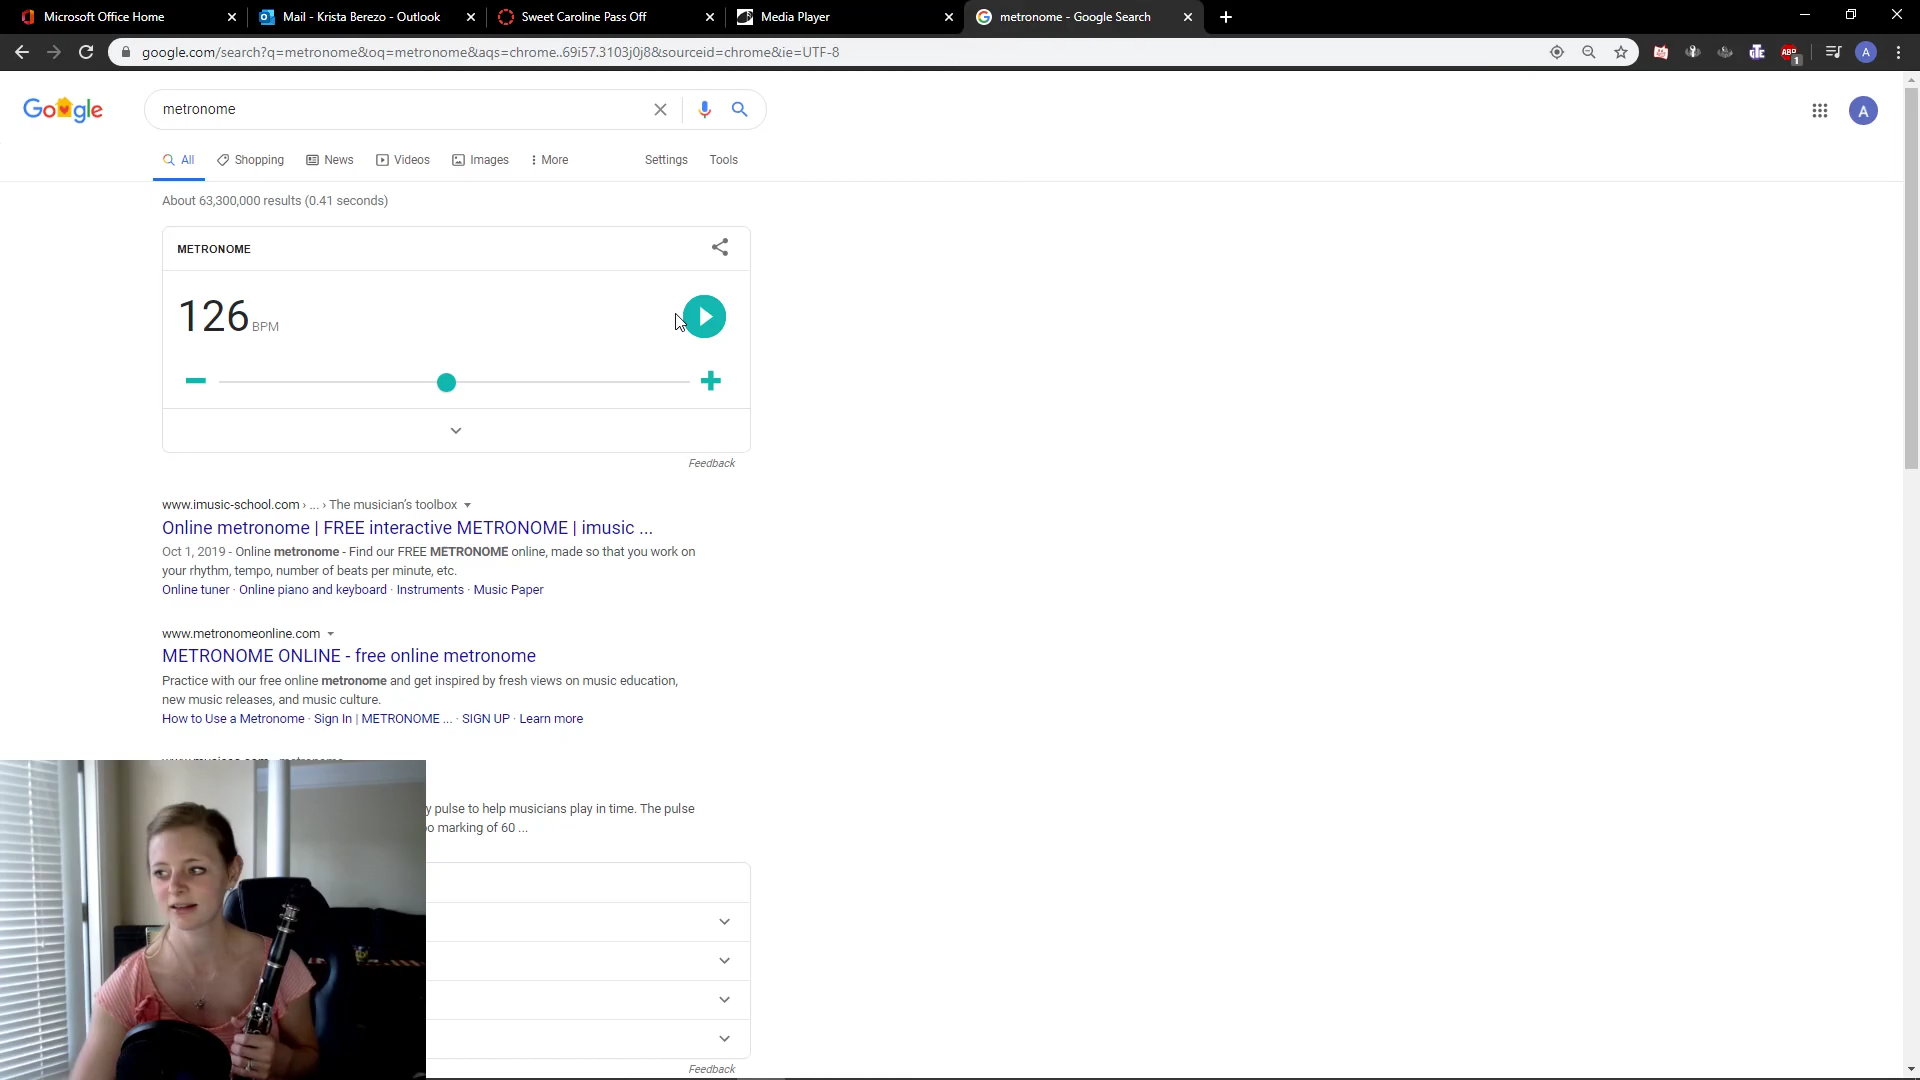 Microsoft Office Home
Mail - Krista Berezo - Outlook
Sweet Caroline Pass Off
Media Player
metronome - Google Search
google.com/search?q=metronome&oq=metronome&aqs=chrome..69i57.3103j0j8&sourceid=chrome&ie=UTF-8
ABP
1
A
Google
metronome
A
All
Shopping
News
Videos
Images
More
Settings
Tools
About 63,300,000 results (0.41 seconds)
METRONOME
126 BPM
Feedback
www.imusic-school.com › ... › The musician's toolbox
Online metronome | FREE interactive METRONOME | imusic ...
Oct 1, 2019 - Online metronome - Find our FREE METRONOME online, made so that you work on
your rhythm, tempo, number of beats per minute, etc.
Online tuner · Online piano and keyboard · Instruments · Music Paper
www.metronomeonline.com
METRONOME ONLINE - free online metronome
Practice with our free online metronome and get inspired by fresh views on music education,
new music releases, and music culture.
How to Use a Metronome · Sign In | METRONOME ... · SIGN UP · Learn more
y pulse to help musicians play in time. The pulse
o marking of 60 ...
Feedback